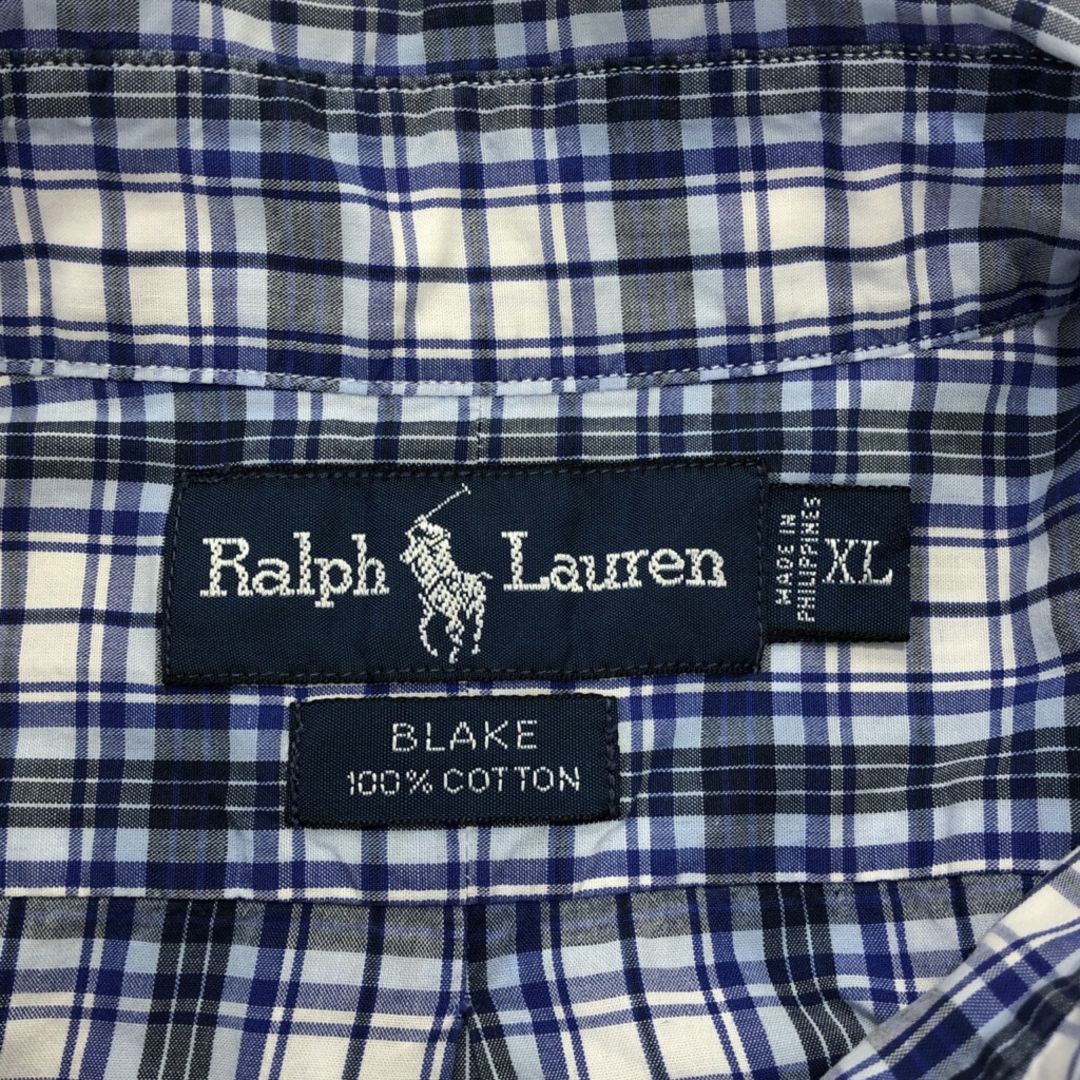 Ralph Lauren
MADE IN
PHILIPPINES
XL
BLAKE
100% COTTON